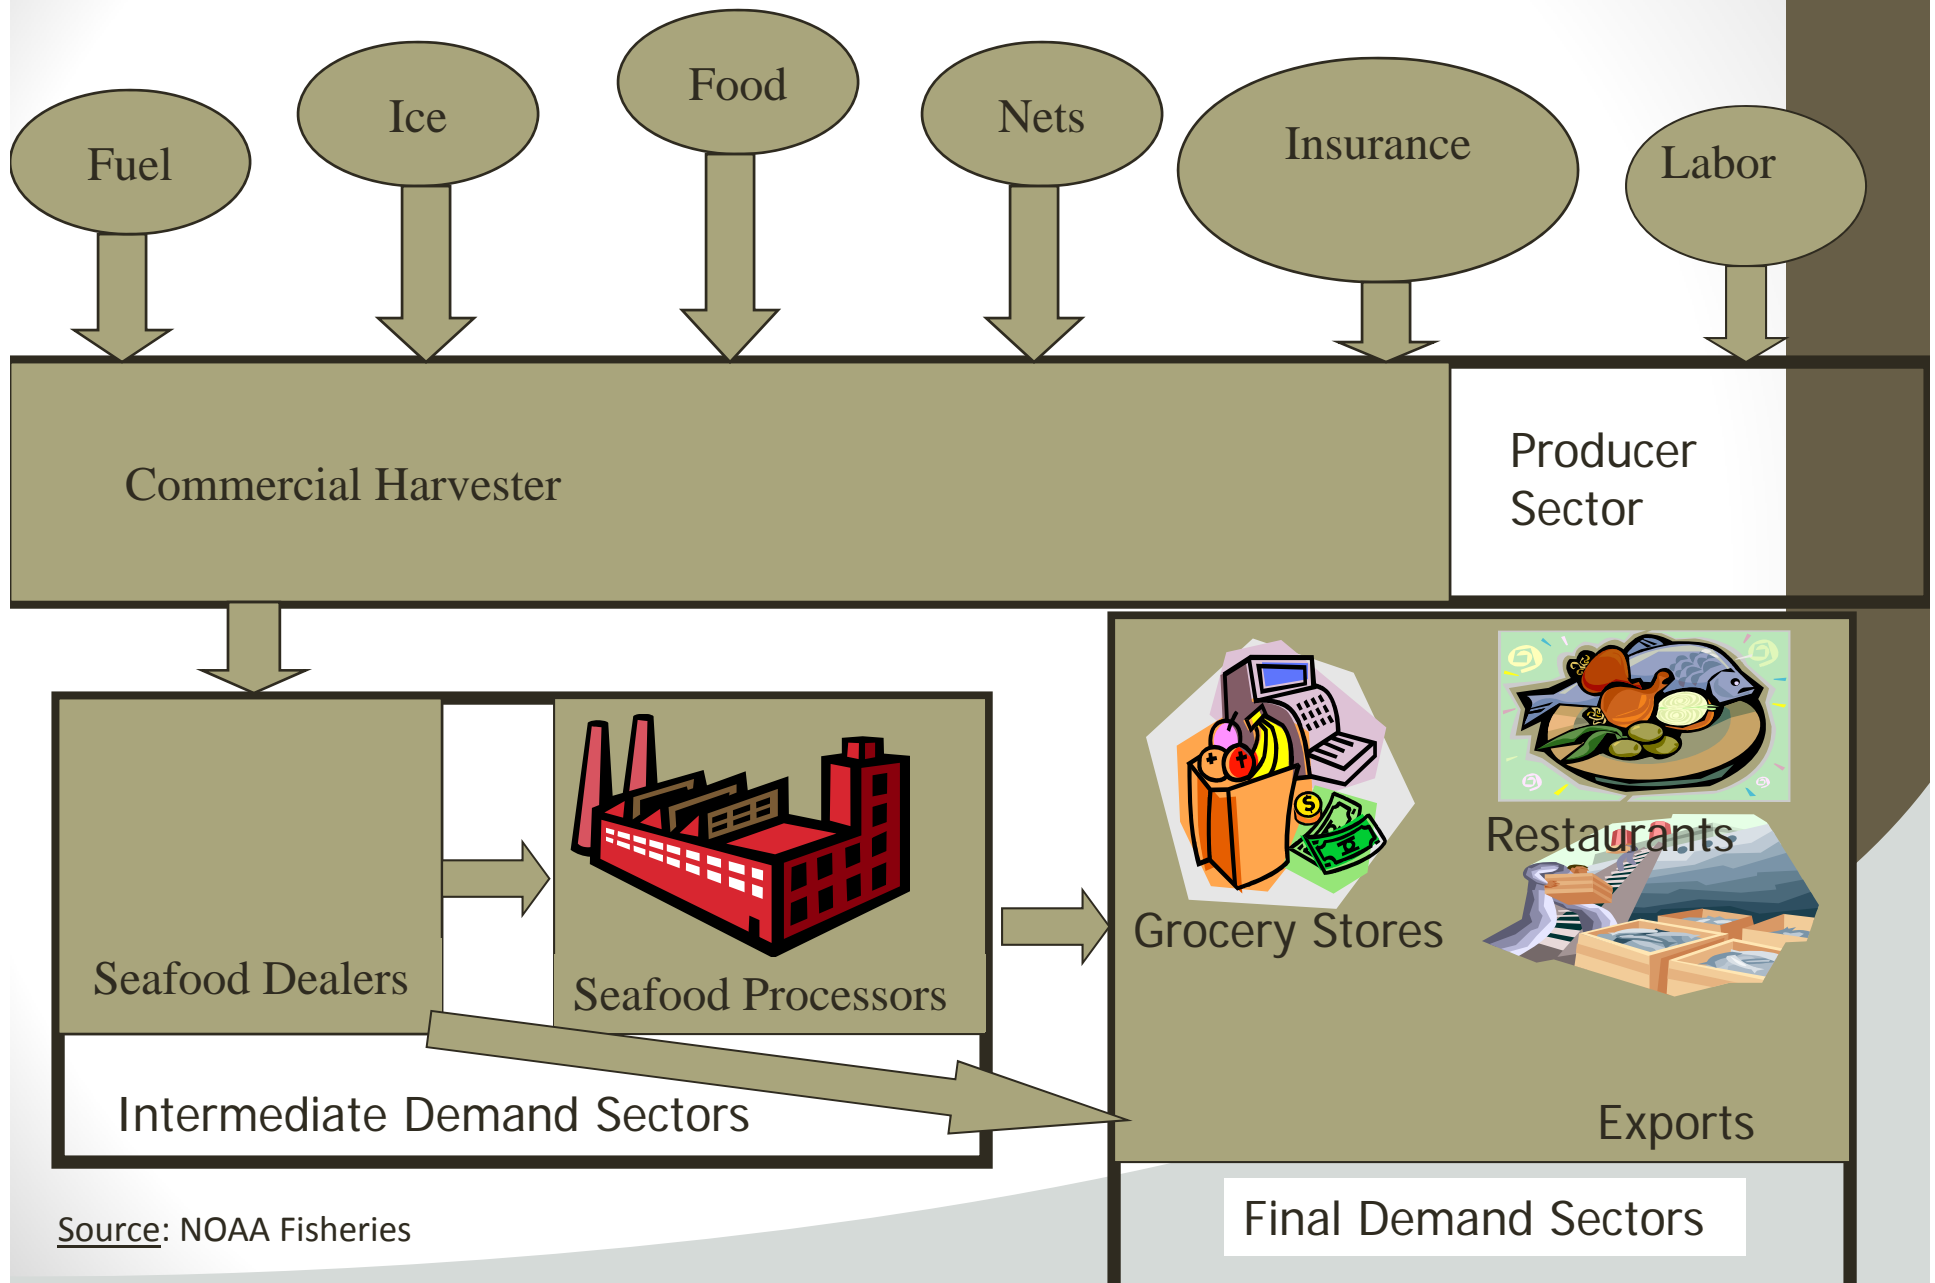 Fuel
Ice
Food
Nets
Insurance
Labor
Commercial Harvester
Producer
Sector
Seafood Dealers
Seafood Processors
Intermediate Demand Sectors
Grocery Stores
Restaurants
Exports
Final Demand Sectors
Source: NOAA Fisheries